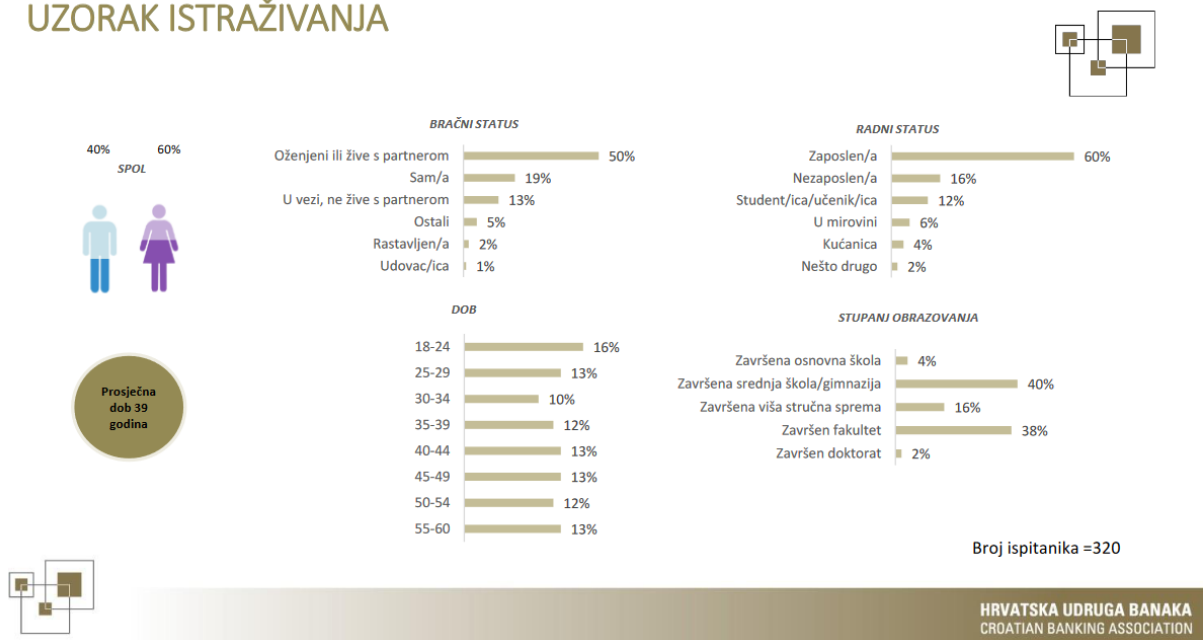 UZORAK ISTRAŽIVANJA
40% 60%
SPOL
Prosječna
dob 39
godina
BRAČNI STATUS
Oženjeni ili žive s partnerom 50%
Sam/a 19%
U vezi, ne žive s partnerom 13%
Ostali 5%
Rastavljen/a 2%
Udovac/ica 1%
DOB
18-24 16%
25-29 13%
30-34 10%
35-39 12%
40-44 13%
45-49 13%
50-54 12%
55-60 13%
RADNI STATUS
Zaposlen/a 60%
Nezaposlen/a 16%
Student/ica/učenik/ica 12%
U mirovini 6%
Kućanica 4%
Nešto drugo 2%
STUPANJ OBRAZOVANJA
Završena osnovna škola 4%
Završena srednja škola/gimnazija 40%
Završena viša stručna sprema 16%
Završen fakultet 38%
Završen doktorat 2%
Broj ispitanika =320
HRVATSKA UDRUGA BANAKA
CROATIAN BANKING ASSOCIATION